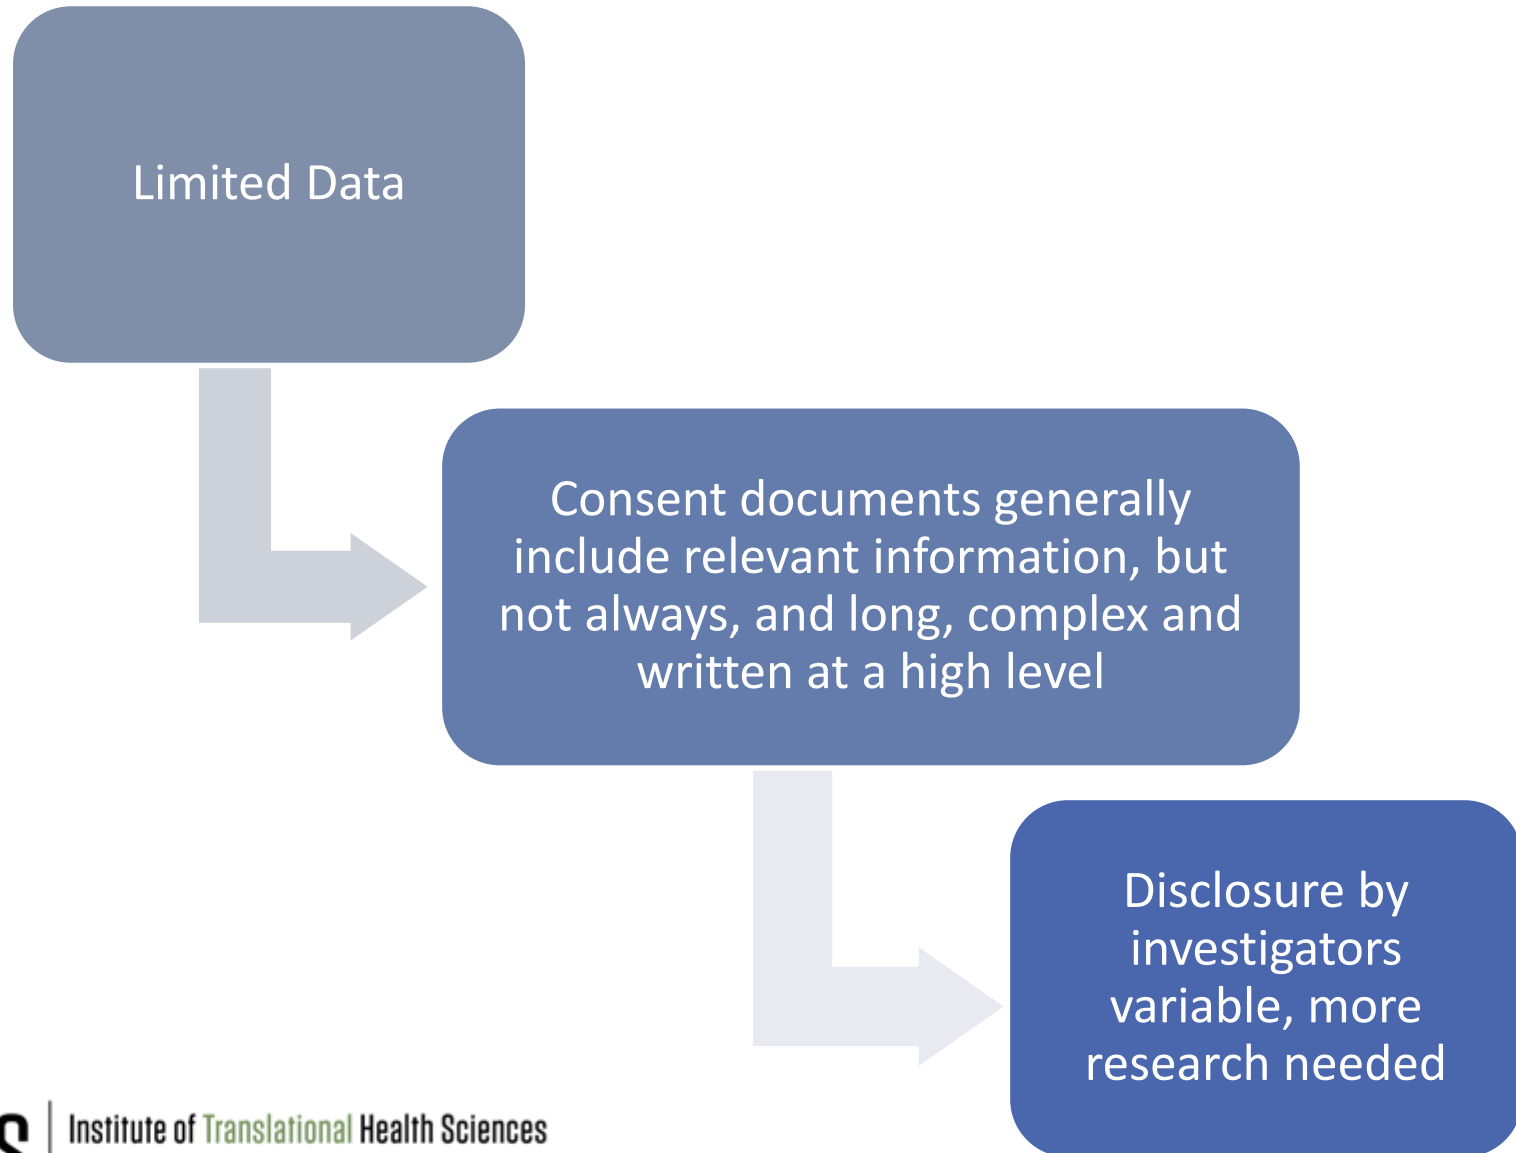 Limited Data
Consent documents generally
include relevant information, but
not always, and long, complex and
written at a high level
Disclosure by
investigators
variable, more
research needed
Institute of Translational Health Sciences